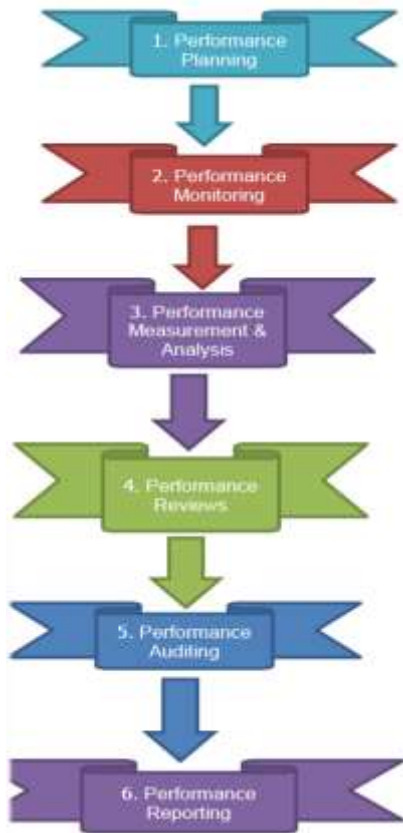 1. Performance
Planning
2. Performance
Monitoring
3. Performance
Measurement &
Analysis
4. Performance
Reviews
5. Performance
Auditing
6. Performance
Reporting